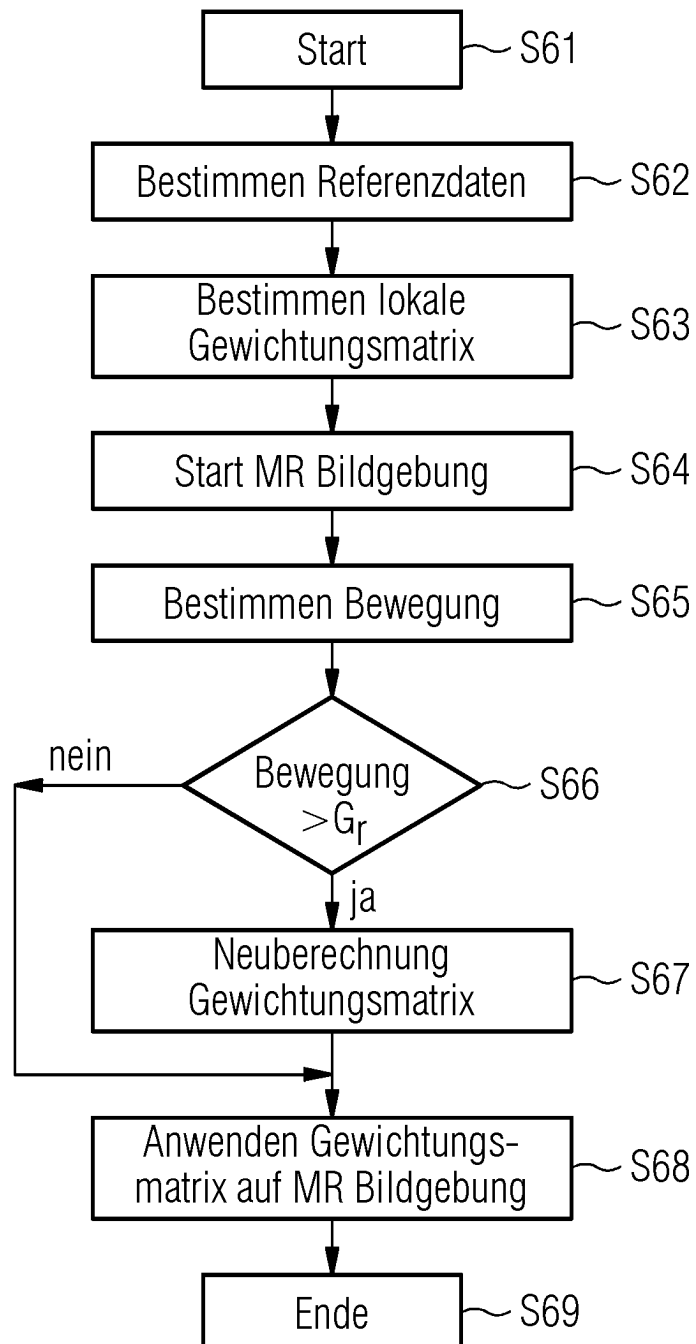 Start S61
Bestimmen Referenzdaten S62
Bestimmen lokale
Gewichtungsmatrix S63
Start MR Bildgebung S64
Bestimmen Bewegung S65
nein
Bewegung
>Gr S66
ja
Neuberechnung
Gewichtungsmatrix S67
Anwenden Gewichtungs-
matrix auf MR Bildgebung S68
Ende S69